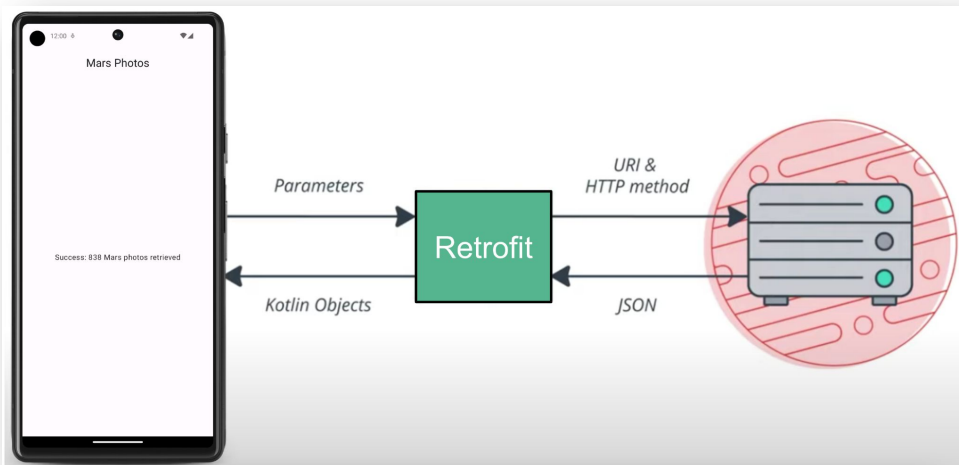 12:00
Mars Photos
Success: 838 Mars photos retrieved
Parameters
Kotlin Objects
Retrofit
URI &
HTTP method
JSON